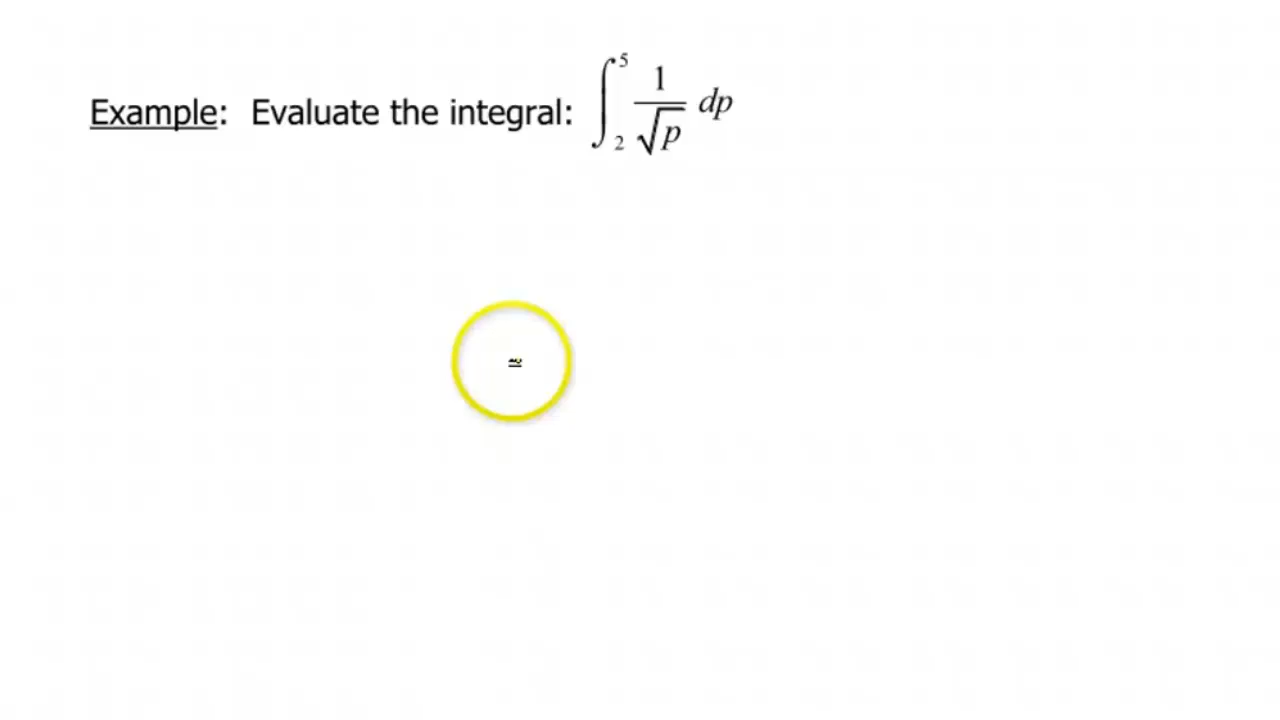 Example: Evaluate the integral: ∫₂⁵ 1/√p dp